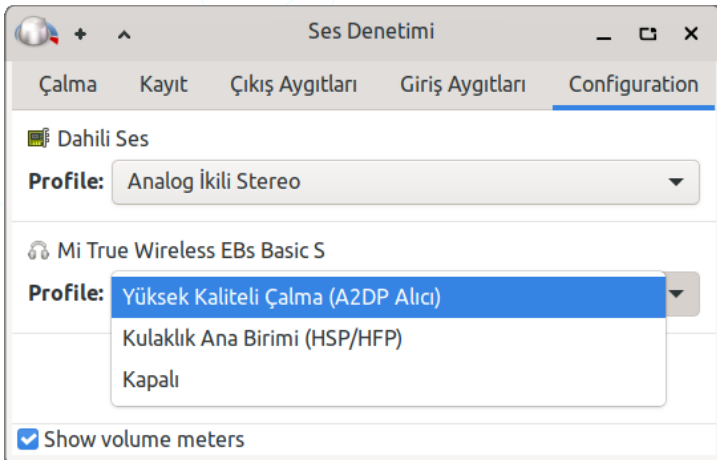 Ses Denetimi
Çalma Kayıt Çıkış Aygıtları Giriş Aygıtları Configuration
Dahili Ses
Profile: Analog İkili Stereo
Mi True Wireless EBs Basic S
Profile: Yüksek Kaliteli Çalma (A2DP Alıcı)
Kulaklık Ana Birimi (HSP/HFP)
Kapalı
Show volume meters